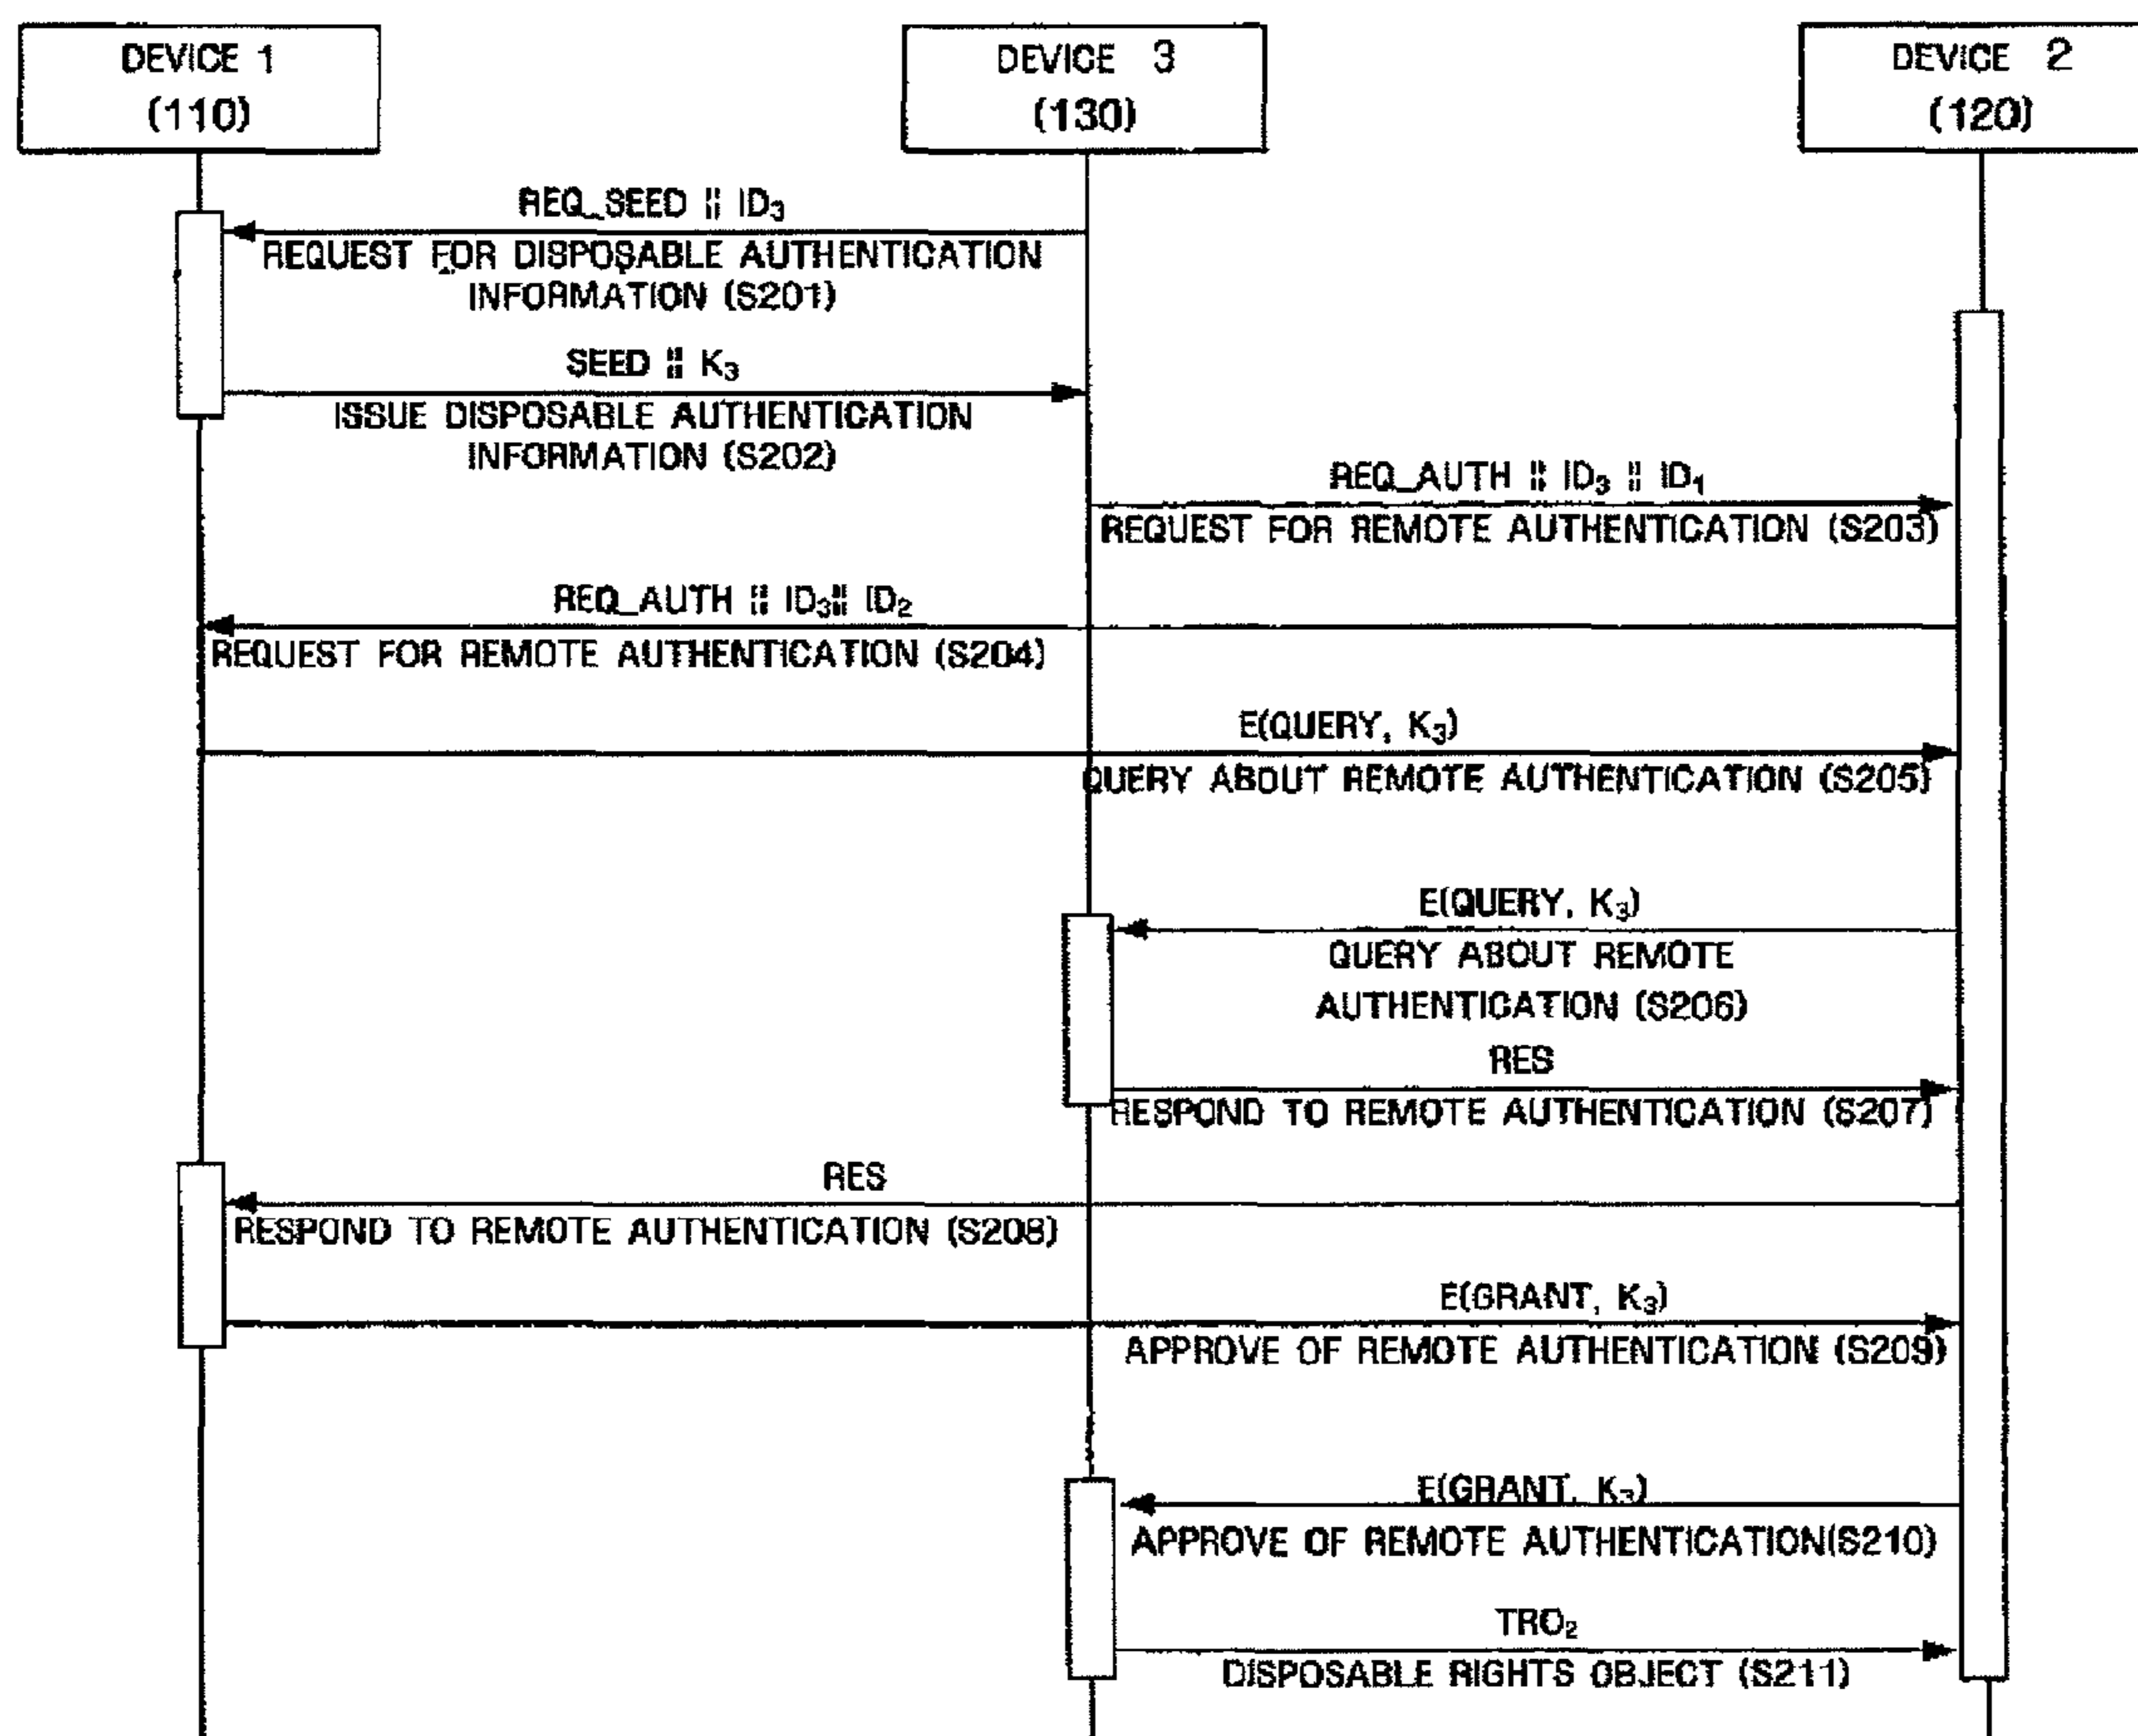 DEVICE 1
(110)
DEVICE 3
(130)
DEVICE 2
(120)
REQ_SEED || ID₃
REQUEST FOR DISPOSABLE AUTHENTICATION
INFORMATION (S201)
SEED || K₃
ISSUE DISPOSABLE AUTHENTICATION
INFORMATION (S202)
REQ_AUTH || ID₃ || ID₁
REQUEST FOR REMOTE AUTHENTICATION (S203)
REQ_AUTH || ID₃ || ID₂
REQUEST FOR REMOTE AUTHENTICATION (S204)
E(QUERY, K₃)
QUERY ABOUT REMOTE AUTHENTICATION (S205)
E(QUERY, K₃)
QUERY ABOUT REMOTE
AUTHENTICATION (S206)
RES
RESPOND TO REMOTE AUTHENTICATION (S207)
RES
RESPOND TO REMOTE AUTHENTICATION (S208)
E(GRANT, K₃)
APPROVE OF REMOTE AUTHENTICATION (S209)
E(GRANT, K₃)
APPROVE OF REMOTE AUTHENTICATION(S210)
TRO₂
DISPOSABLE RIGHTS OBJECT (S211)